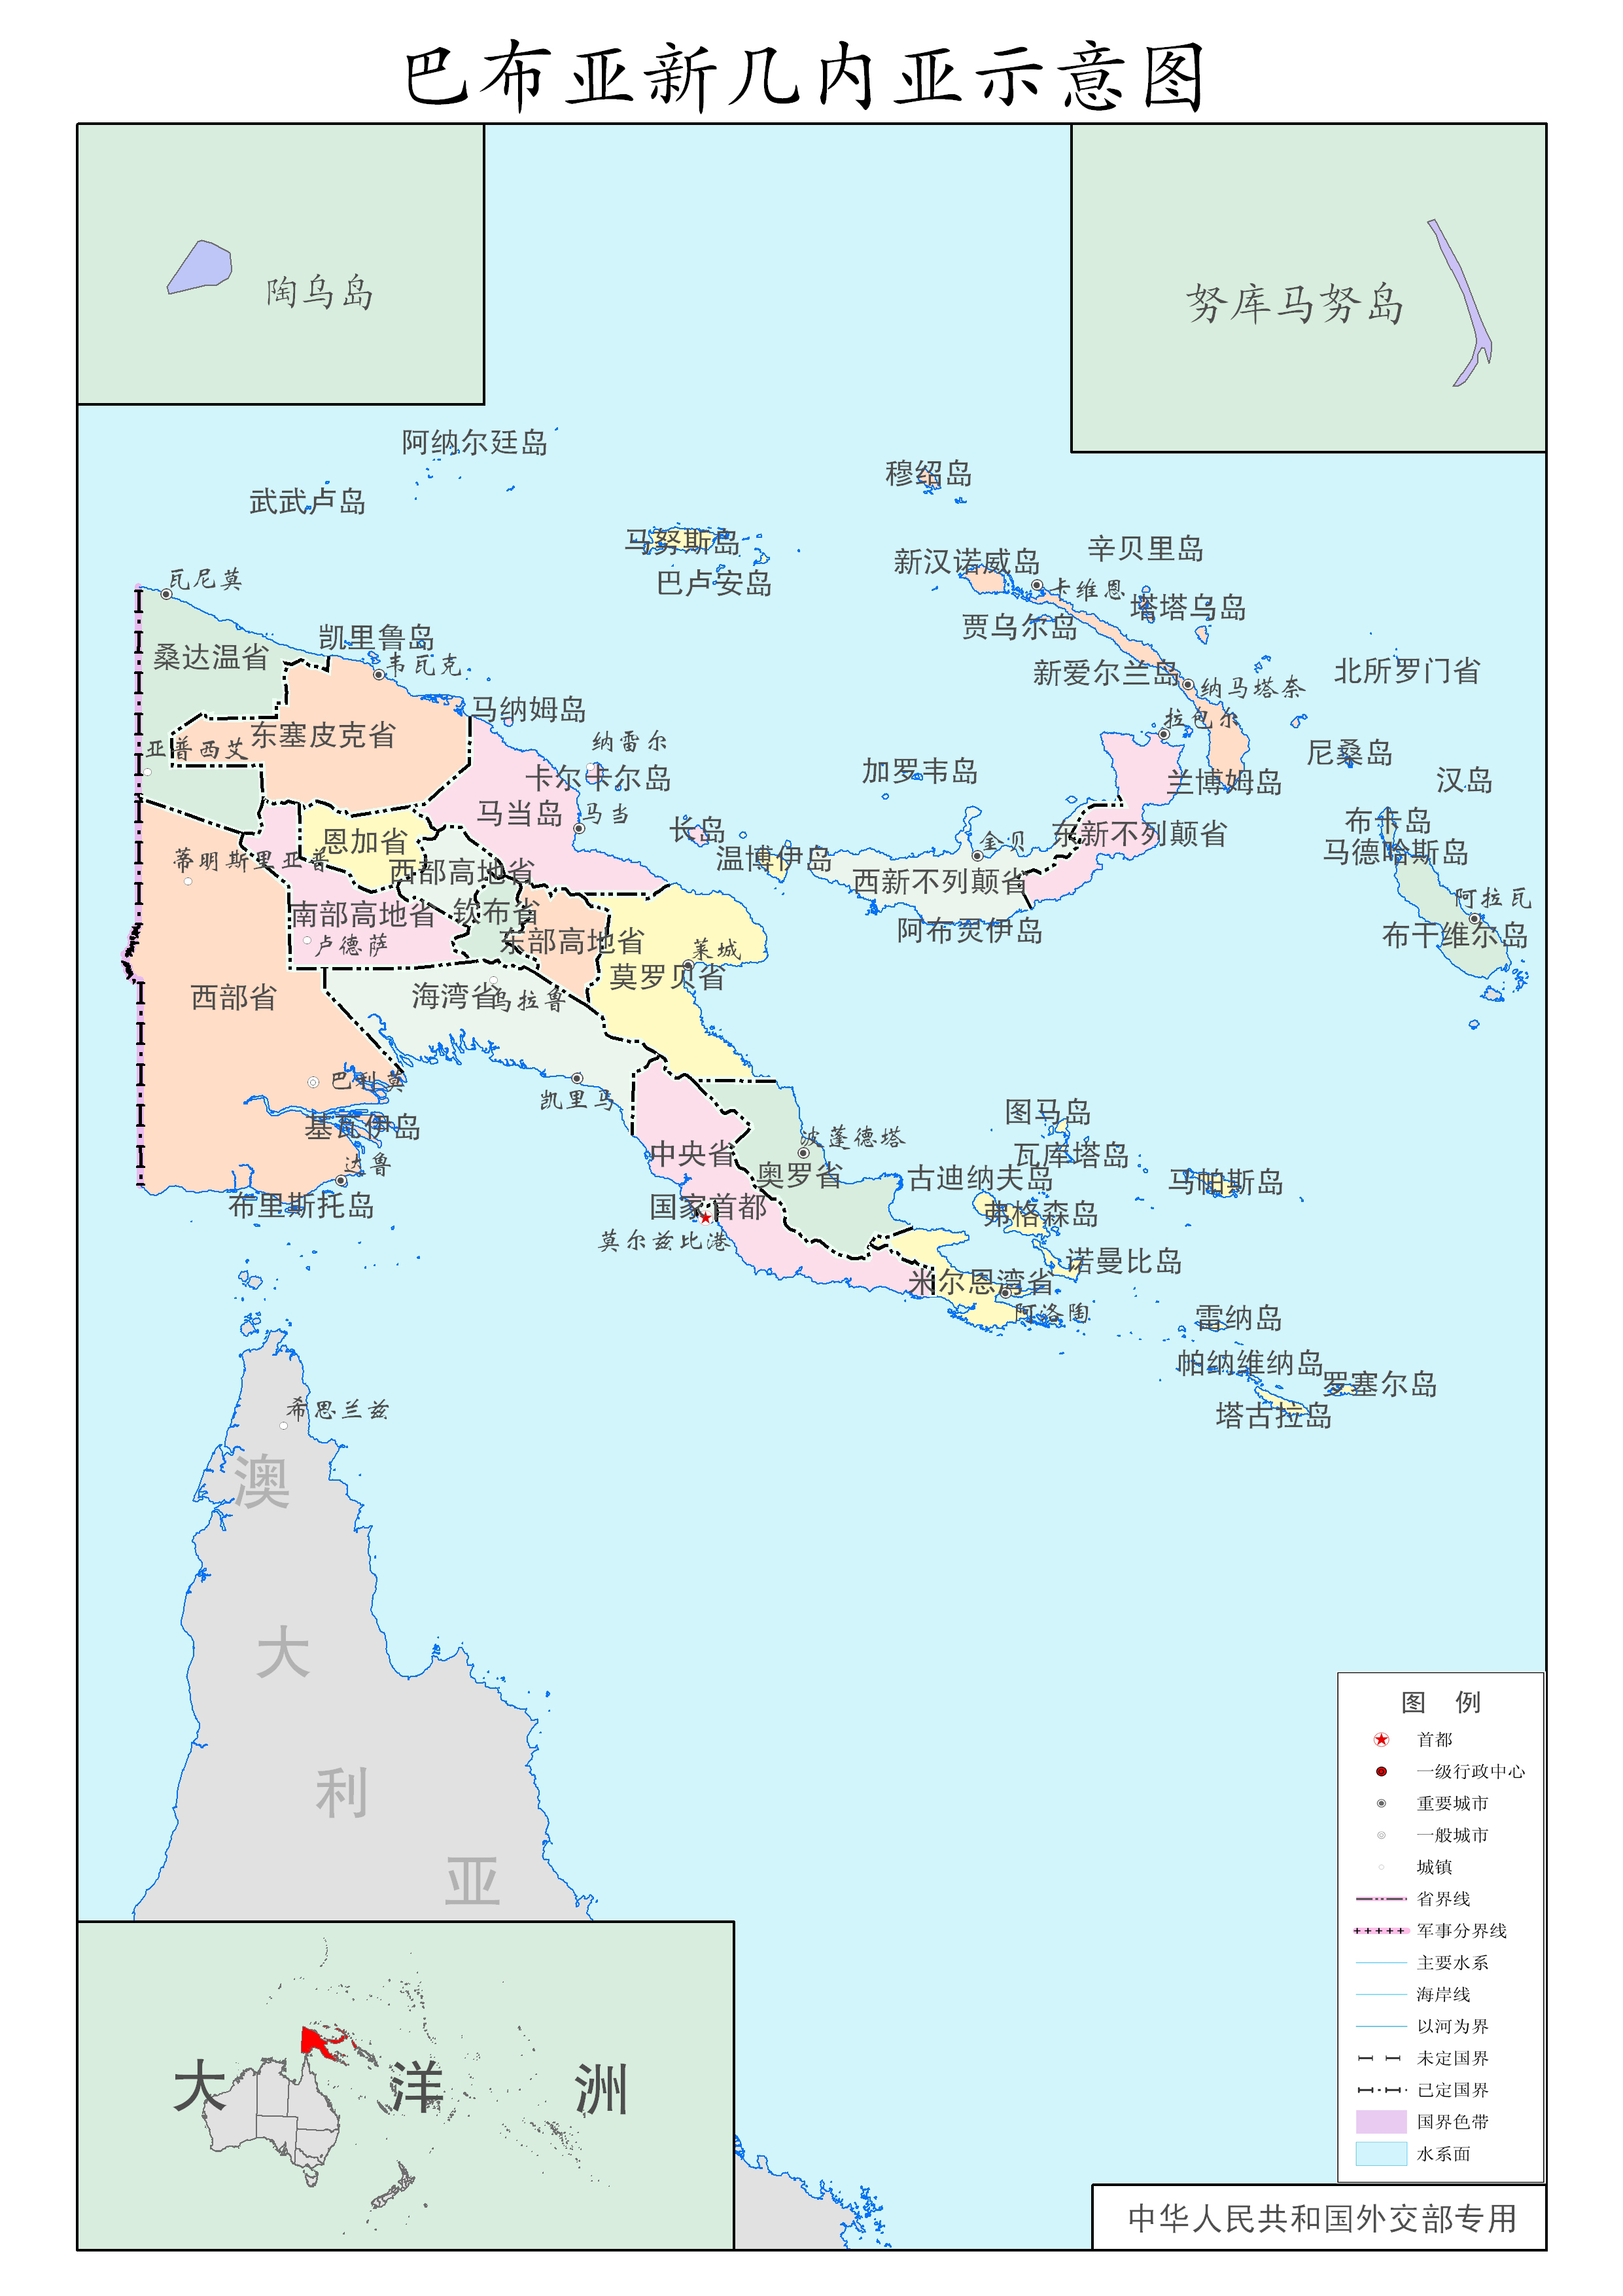 巴布亚新几内亚示意图
陶乌岛
努库马努岛
阿纳尔廷岛
穆绍岛
武武卢岛
马努斯岛
巴卢安岛
新汉诺威岛
辛贝里岛
瓦尼莫
卡维恩
塔塔乌岛
贾乌尔岛
凯里鲁岛
桑达温省
韦瓦克
新爱尔兰岛
纳马塔奈
北所罗门省
马纳姆岛
拉包尔
东塞皮克省
亚普西艾
纳雷尔
尼桑岛
卡尔卡尔岛
加罗韦岛
兰博姆岛
汉岛
马当岛
马当
长岛
布卡岛
恩加省
金贝
东新不列颠省
马德哈斯岛
蒂明斯里亚普
温博伊岛
西部高地省
西新不列颠省
阿拉瓦
南部高地省
钦布省
阿布灵伊岛
布干维尔岛
卢德萨
东部高地省
莱城
莫罗贝省
西部省
海湾省
乌拉鲁
巴利莫
凯里马
基瓦伊岛
图马岛
波蓬德塔
瓦库塔岛
中央省
达鲁
奥罗省
古迪纳夫岛
马帕斯岛
布里斯托岛
国家首都
弗格森岛
莫尔兹比港
诺曼比岛
米尔恩湾省
阿洛陶
雷纳岛
帕纳维纳岛
罗塞尔岛
塔古拉岛
希思兰兹
澳
大
利
亚
大 洋 洲
图 例
首都
一级行政中心
重要城市
一般城市
城镇
省界线
军事分界线
主要水系
海岸线
以河为界
未定国界
已定国界
国界色带
水系面
中华人民共和国外交部专用